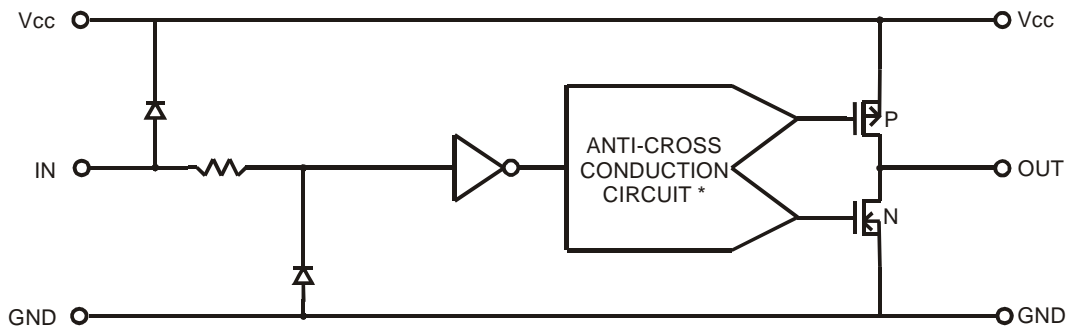 Vcc
Vcc
P
ANTI-CROSS
CONDUCTION
CIRCUIT *
IN
OUT
N
GND
GND